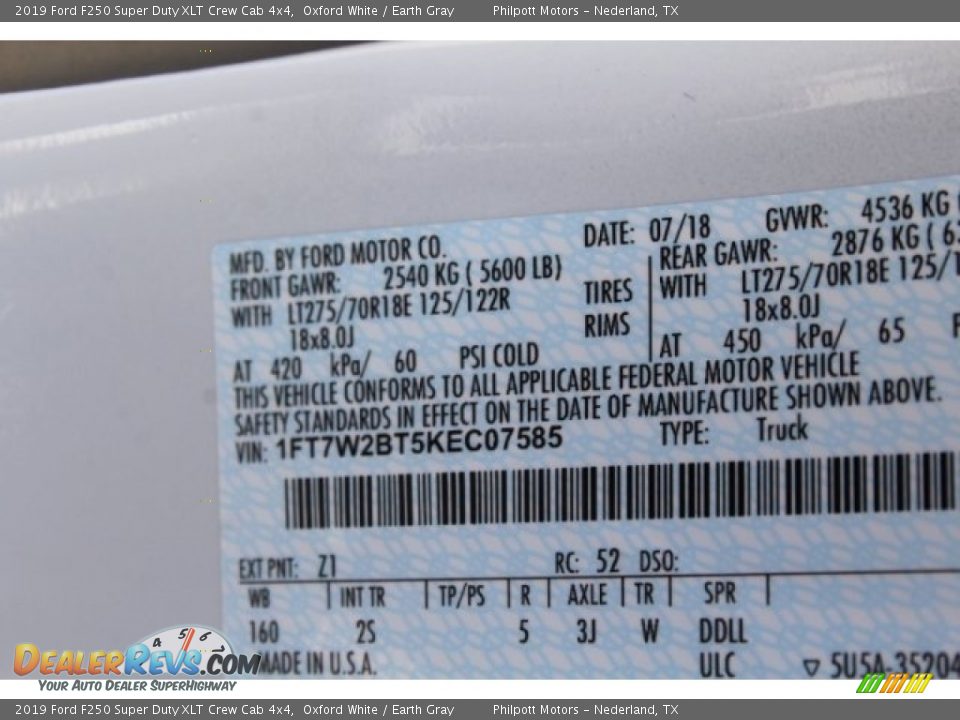 2019 Ford F250 Super Duty XLT Crew Cab 4x4, Oxford White / Earth Gray Philpott Motors - Nederland, TX
MFD. BY FORD MOTOR CO. DATE: 07/18 GVWR: 4536 KG
FRONT GAWR: 2540 KG ( 5600 LB) REAR GAWR: 2876 KG ( 63
WITH LT275/70R18E 125/122R TIRES WITH LT275/70R18E 125/1
18x8.0J RIMS 18x8.0J
AT 420 kPa/ 60 PSI COLD AT 450 kPa/ 65 P
THIS VEHICLE CONFORMS TO ALL APPLICABLE FEDERAL MOTOR VEHICLE
SAFETY STANDARDS IN EFFECT ON THE DATE OF MANUFACTURE SHOWN ABOVE.
VIN: 1FT7W2BT5KEC07585 TYPE: Truck
EXT PNT: Z1 RC: 52 DSO:
WB INT TR TP/PS R AXLE TR SPR
160 2S 5 3J W DDLL
MADE IN U.S.A. ULC ▽ 5U5A-35204
4 5 6
DealerRevs.com
Your Auto Dealer SuperHighway
2019 Ford F250 Super Duty XLT Crew Cab 4x4, Oxford White / Earth Gray Philpott Motors - Nederland, TX